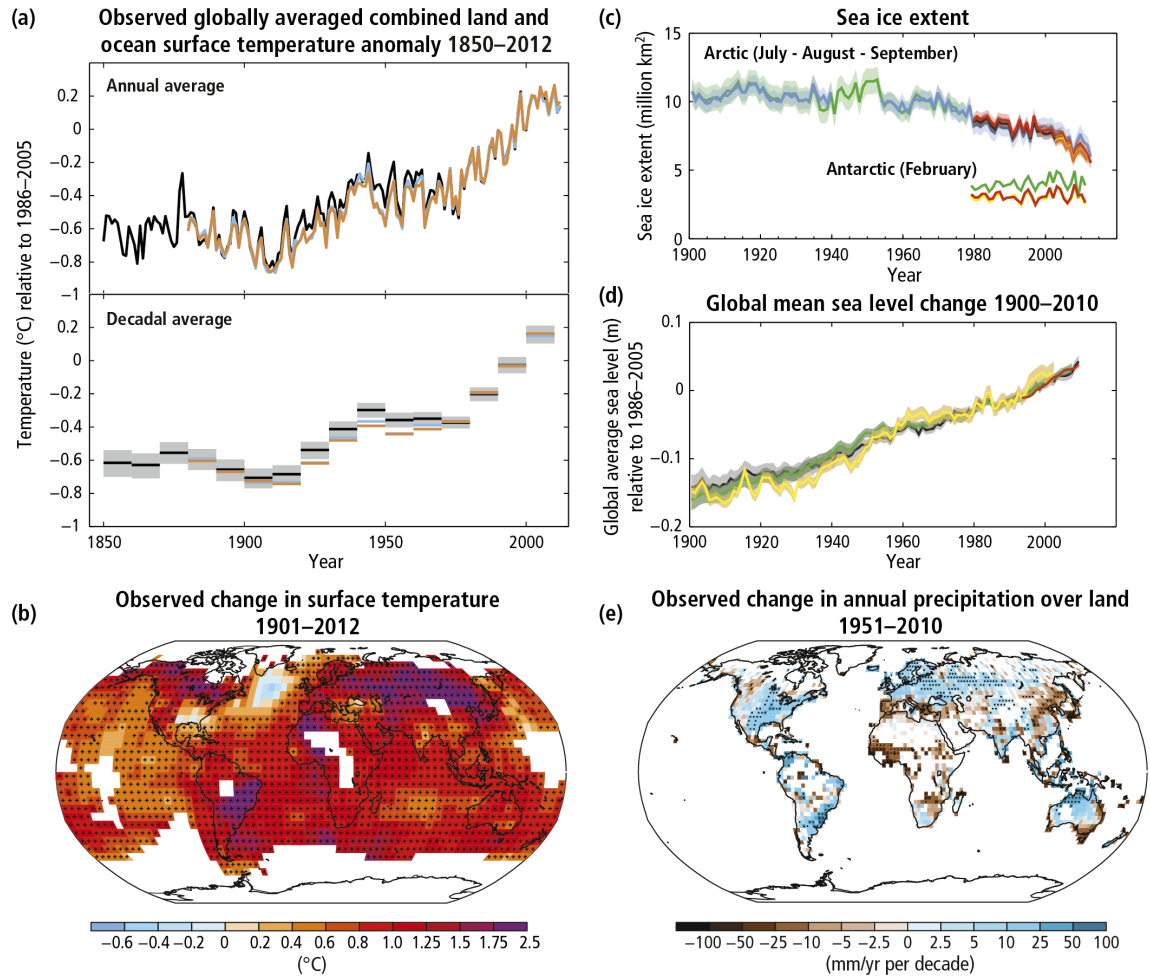 (a)
Observed globally averaged combined land and
ocean surface temperature anomaly 1850–2012
Annual average
0.2
0
−0.2
−0.4
−0.6
−0.8
−1
Decadal average
0.2
0
−0.2
−0.4
−0.6
−0.8
−1
Temperature (°C) relative to 1986–2005
1850
1900
1950
2000
Year
(c)
Sea ice extent
Arctic (July - August - September)
Antarctic (February)
15
10
5
0
Sea ice extent (million km²)
1900
1920
1940
1960
1980
2000
Year
(d)
Global mean sea level change 1900–2010
0.1
0
−0.1
−0.2
Global average sea level (m)
relative to 1986–2005
1900
1920
1940
1960
1980
2000
Year
(b)
Observed change in surface temperature
1901–2012
−0.6 −0.4 −0.2 0 0.2 0.4 0.6 0.8 1.0 1.25 1.5 1.75 2.5
(°C)
(e)
Observed change in annual precipitation over land
1951–2010
−100 −50 −25 −10 −5 −2.5 0 2.5 5 10 25 50 100
(mm/yr per decade)